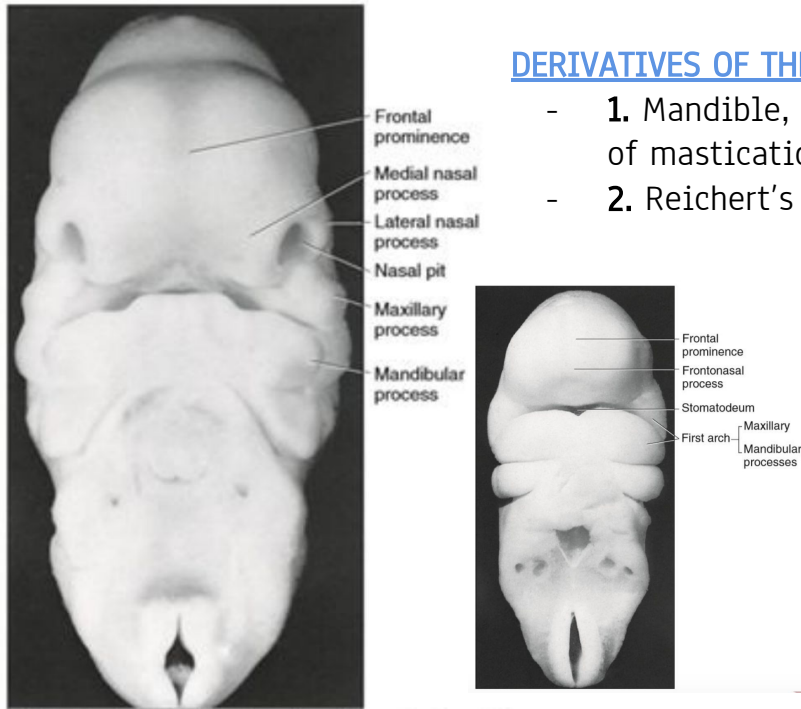 Frontal
prominence
Medial nasal
process
Lateral nasal
process
Nasal pit
Maxillary
process
Mandibular
process
DERIVATIVES OF THE
- 1. Mandible,
of masticatio
- 2. Reichert's
Frontal
prominence
Frontonasal
process
Stomatodeum
First arch
Maxillary
Mandibular
processes